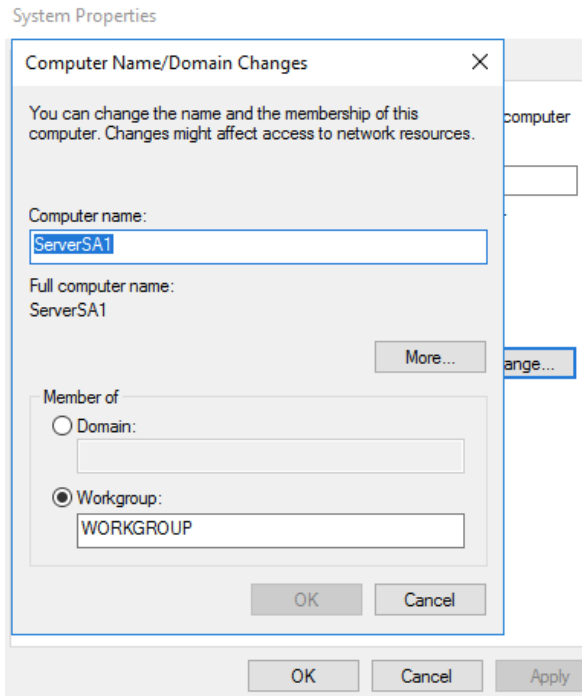 System Properties
Computer Name/Domain Changes
You can change the name and the membership of this
computer. Changes might affect access to network resources.
computer
Computer name:
ServerSA1
Full computer name:
ServerSA1
More...
ange...
Member of
Domain:
Workgroup:
WORKGROUP
OK
Cancel
OK
Cancel
Apply